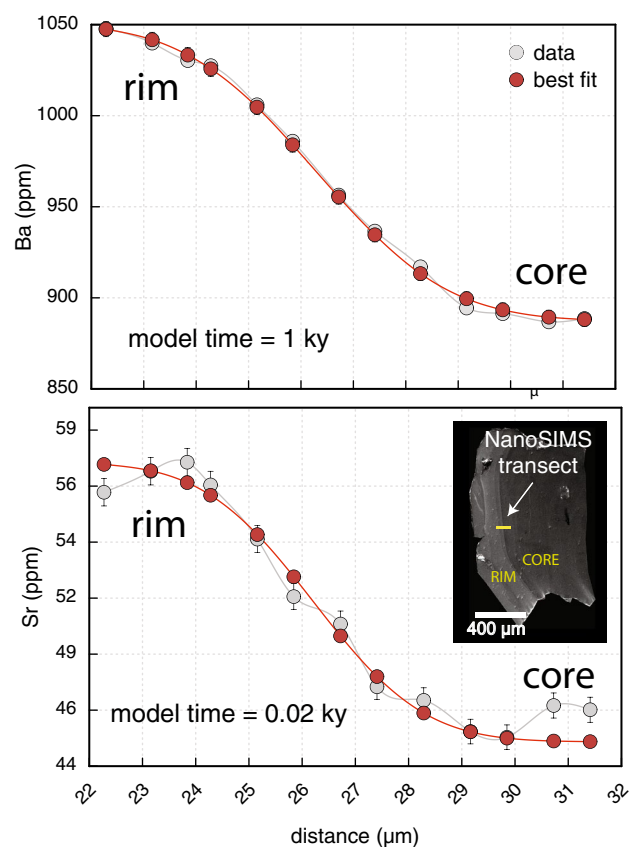 1050
1000
950
900
850
Ba (ppm)
rim
data
best fit
core
model time = 1 ky
μ
59
56
54
52
49
46
44
Sr (ppm)
rim
NanoSIMS
transect
CORE
RIM
400 μm
core
model time = 0.02 ky
22
23
24
25
26
27
28
29
30
31
32
distance (μm)